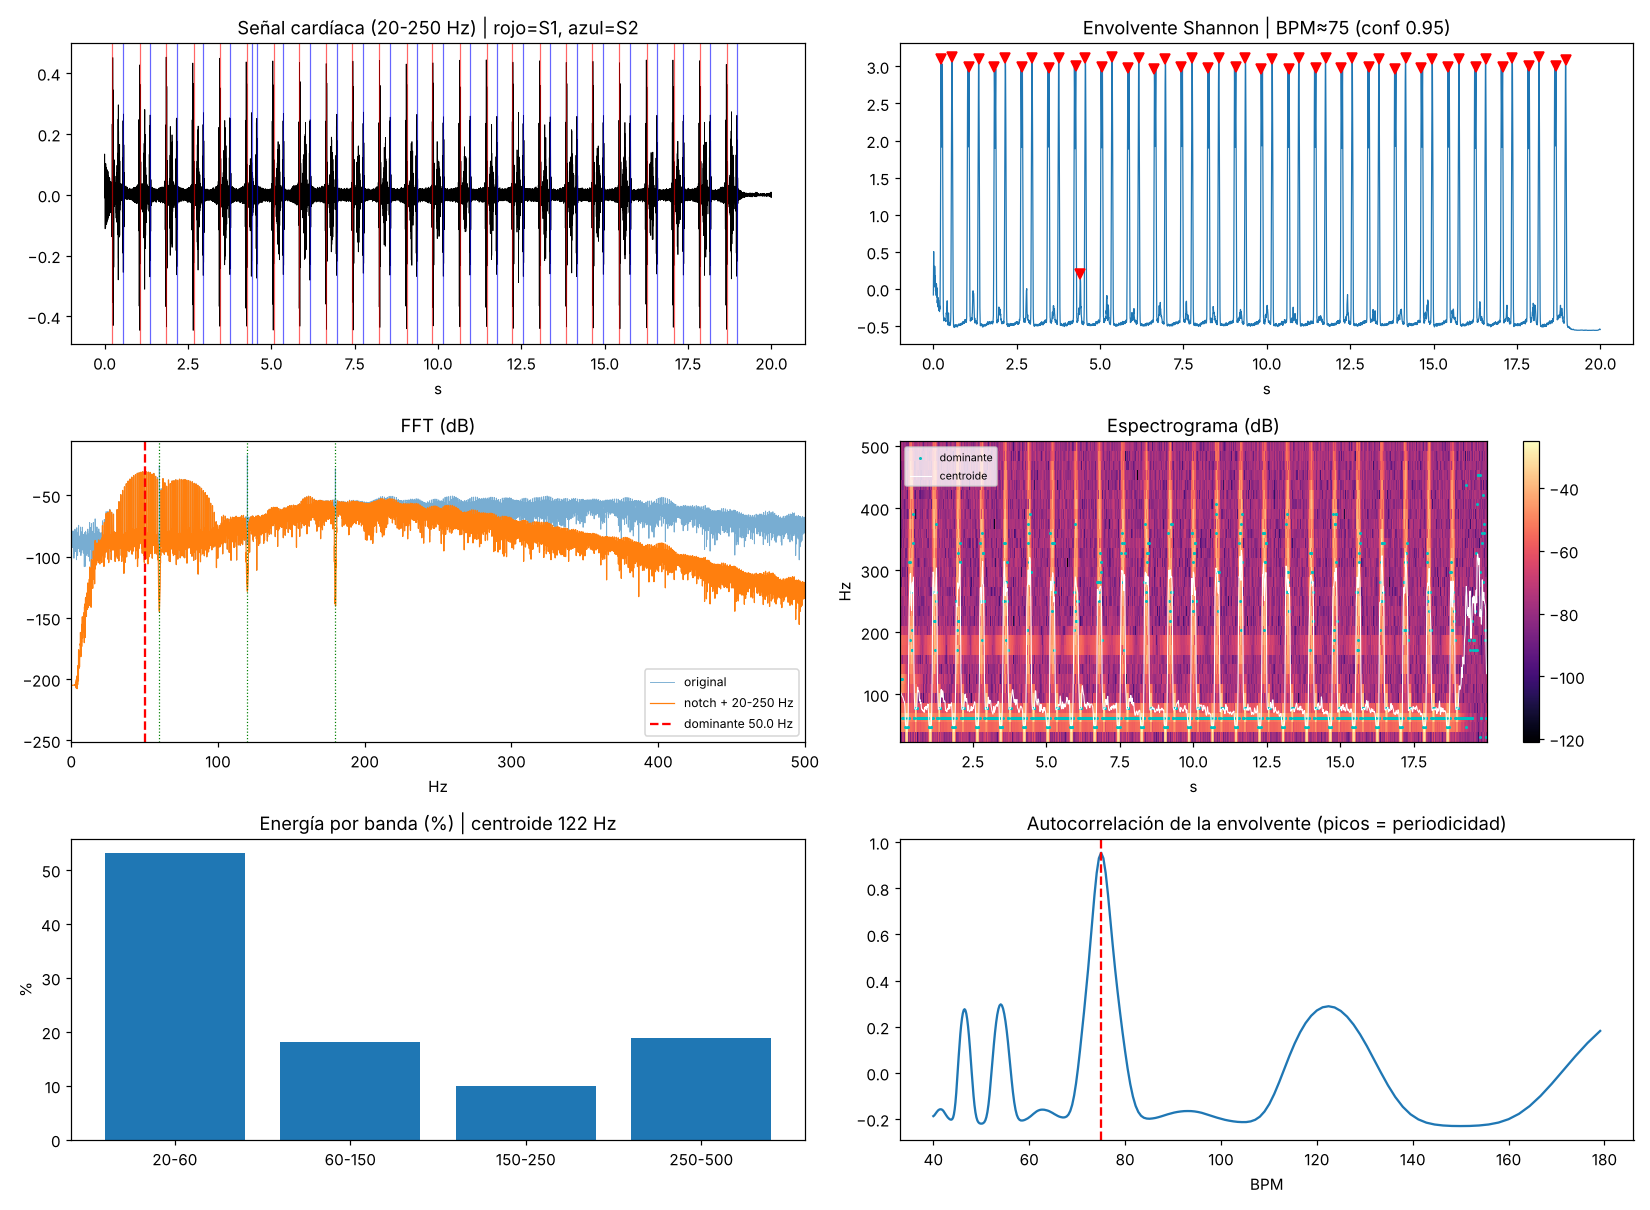 Señal cardíaca (20-250 Hz) | rojo=S1, azul=S2
0.4
0.2
0.0
−0.2
−0.4
0.0 2.5 5.0 7.5 10.0 12.5 15.0 17.5 20.0
s
Envolvente Shannon | BPM≈75 (conf 0.95)
3.0
2.5
2.0
1.5
1.0
0.5
0.0
−0.5
0.0 2.5 5.0 7.5 10.0 12.5 15.0 17.5 20.0
s
FFT (dB)
−50
−100
−150
−200
−250
original
notch + 20-250 Hz
dominante 50.0 Hz
0 100 200 300 400 500
Hz
Espectrograma (dB)
Hz
500
400
300
200
100
dominante
centroide
2.5 5.0 7.5 10.0 12.5 15.0 17.5
s
−40
−60
−80
−100
−120
Energía por banda (%) | centroide 122 Hz
%
50
40
30
20
10
0
20-60 60-150 150-250 250-500
Autocorrelación de la envolvente (picos = periodicidad)
1.0
0.8
0.6
0.4
0.2
0.0
−0.2
40 60 80 100 120 140 160 180
BPM